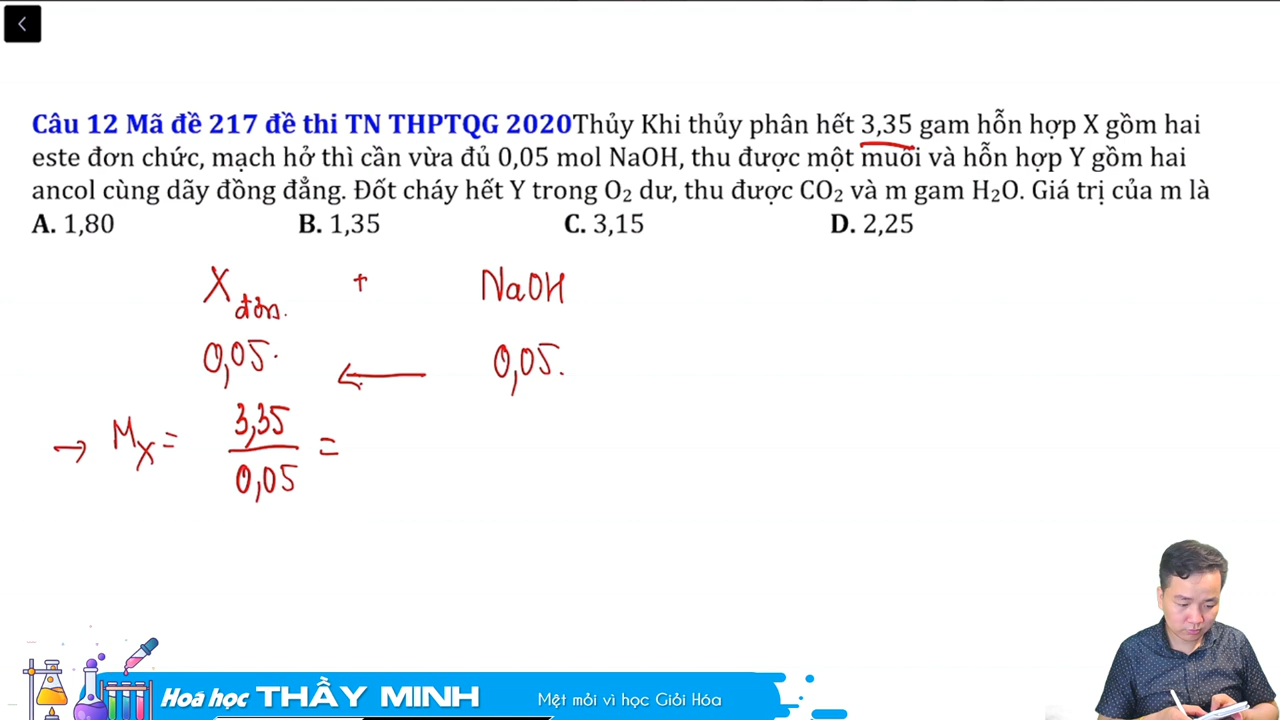 Câu 12 Mã đề 217 đề thi TN THPTQG 2020Thủy Khi thủy phân hết 3,35 gam hỗn hợp X gồm hai
este đơn chức, mạch hở thì cần vừa đủ 0,05 mol NaOH, thu được một muối và hỗn hợp Y gồm hai
ancol cùng dãy đồng đẳng. Đốt cháy hết Y trong O₂ dư, thu được CO₂ và m gam H₂O. Giá trị của m là
A. 1,80 B. 1,35 C. 3,15 D. 2,25
X đơn. + NaOH
0,05. ← 0,05.
→ Mx = 3,35 / 0,05 =
Hoá học THẦY MINH Mệt mỏi vì học Giỏi Hóa